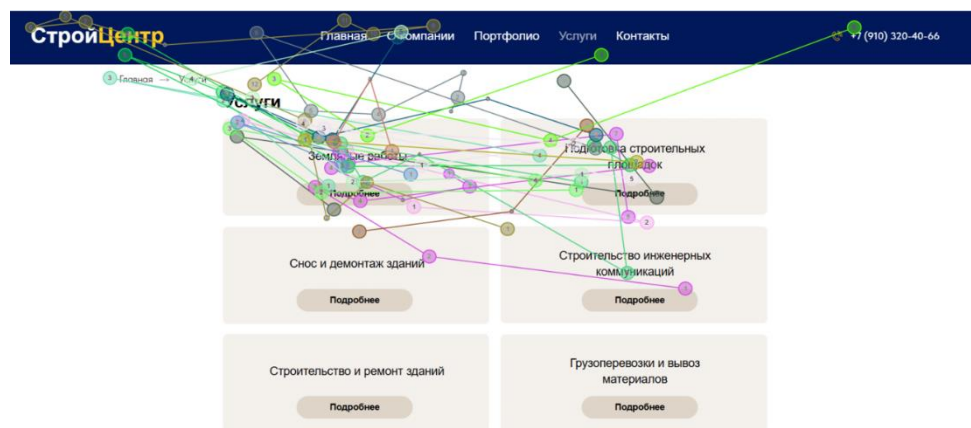 СтройЦентр
Главная О компании Портфолио Услуги Контакты +7 (910) 320-40-66
Главная → Услуги
Услуги
Земляные работы
Подробнее
Подготовка строительных
площадок
Подробнее
Снос и демонтаж зданий
Подробнее
Строительство инженерных
коммуникаций
Подробнее
Строительство и ремонт зданий
Подробнее
Грузоперевозки и вывоз
материалов
Подробнее